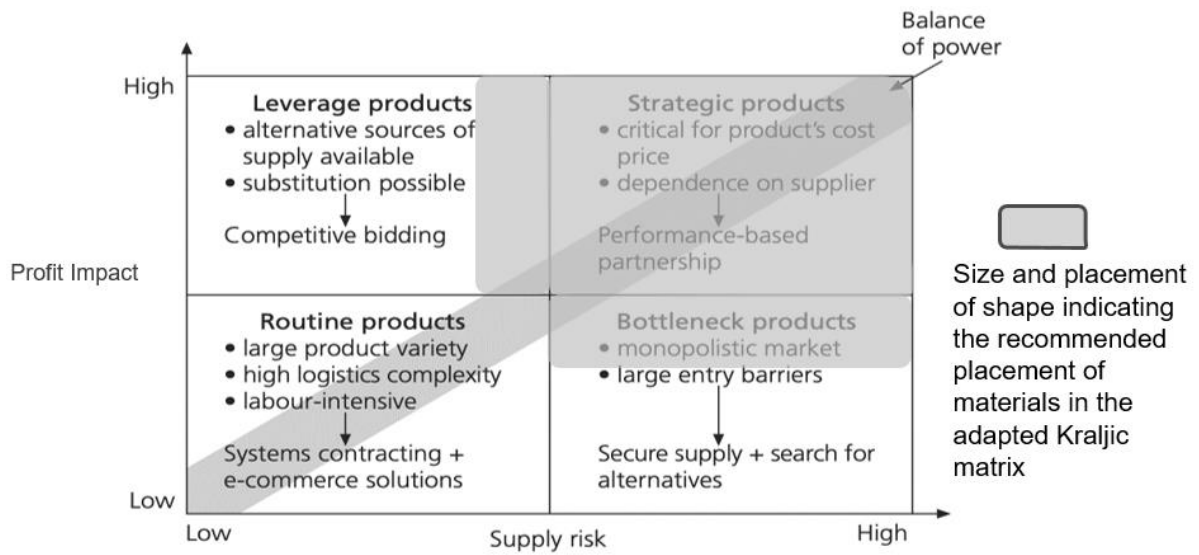 Balance
of power
High
Leverage products
• alternative sources of
supply available
• substitution possible
Competitive bidding
Strategic products
• critical for product's cost
price
• dependence on supplier
Performance-based
partnership
Profit Impact
Routine products
• large product variety
• high logistics complexity
• labour-intensive
Systems contracting +
e-commerce solutions
Bottleneck products
• monopolistic market
• large entry barriers
Secure supply + search for
alternatives
Low
Low
Supply risk
High
Size and placement
of shape indicating
the recommended
placement of
materials in the
adapted Kraljic
matrix